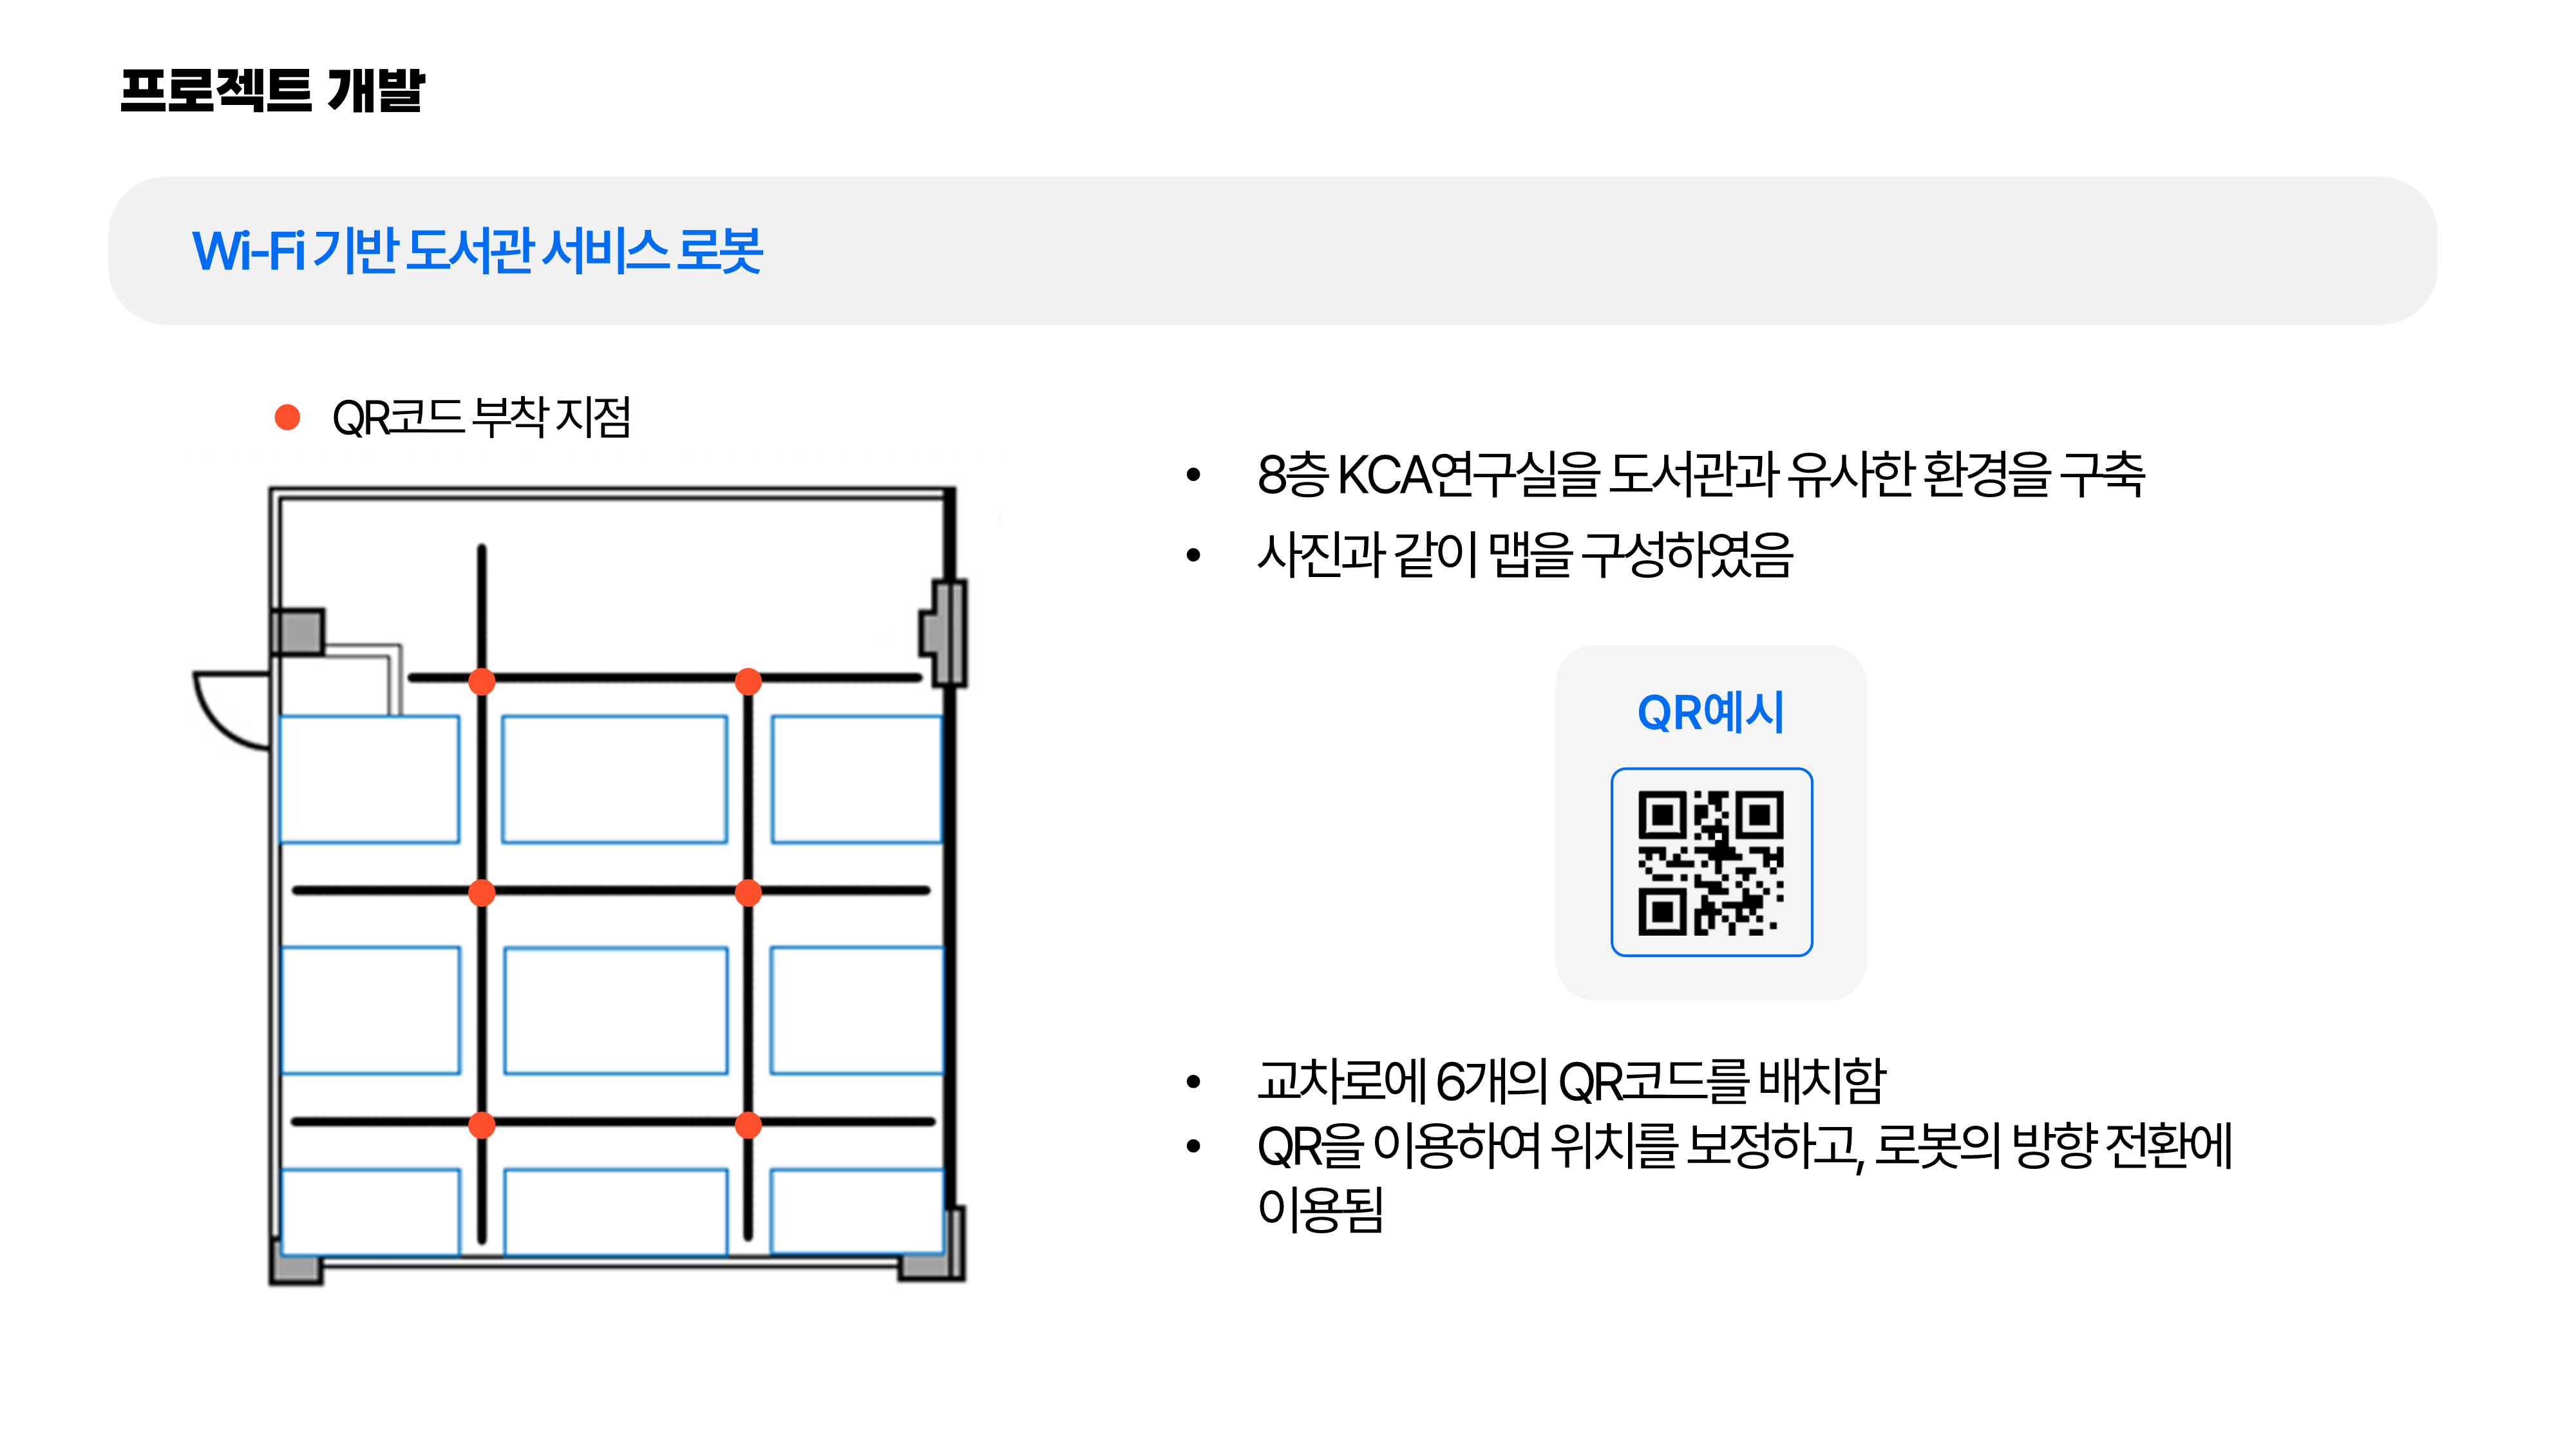 프로젝트 개발
Wi-Fi 기반 도서관 서비스 로봇
QR코드 부착 지점
• 8층 KCA연구실을 도서관과 유사한 환경을 구축
• 사진과 같이 맵을 구성하였음
QR예시
• 교차로에 6개의 QR코드를 배치함
• QR을 이용하여 위치를 보정하고, 로봇의 방향 전환에
이용됨